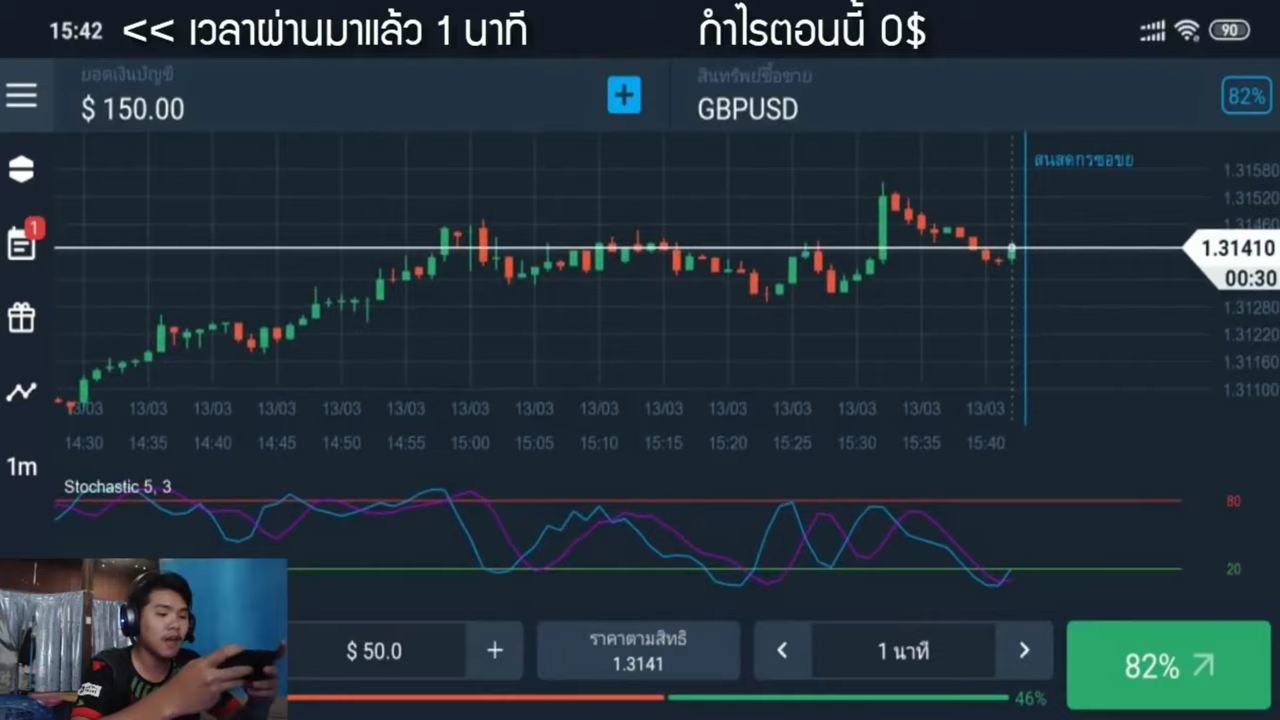 15:42 << เวลาผ่านมาแล้ว 1 นาที กำไรตอนนี้ 0$ 90
ยอดเงินบัญชี สินทรัพย์ซื้อขาย
$ 150.00 + GBPUSD 82%
สนสดกรซอขย
1.31580
1.31520
1
1.31460
1.31410
00:30
1.31280
1.31220
1.31160
1.31100
13/03 13/03 13/03 13/03 13/03 13/03 13/03 13/03 13/03 13/03 13/03 13/03 13/03 13/03 13/03
14:30 14:35 14:40 14:45 14:50 14:55 15:00 15:05 15:10 15:15 15:20 15:25 15:30 15:35 15:40
1m
Stochastic 5, 3
80
20
$ 50.0 + ราคาตามสิทธิ < 1 นาที > 82%
1.3141
46%